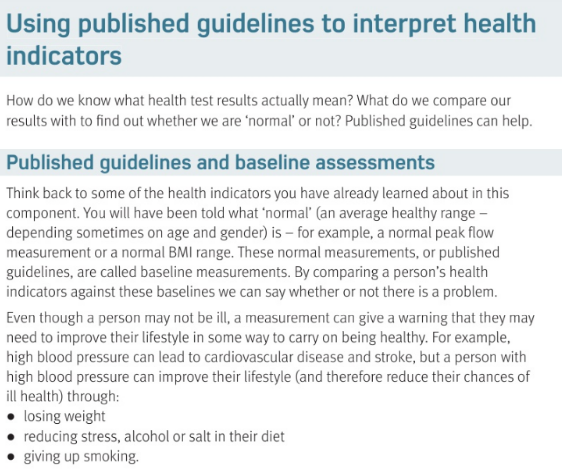 Using published guidelines to interpret health
indicators
How do we know what health test results actually mean? What do we compare our
results with to find out whether we are ‘normal’ or not? Published guidelines can help.
Published guidelines and baseline assessments
Think back to some of the health indicators you have already learned about in this
component. You will have been told what ‘normal’ (an average healthy range –
depending sometimes on age and gender) is – for example, a normal peak flow
measurement or a normal BMI range. These normal measurements, or published
guidelines, are called baseline measurements. By comparing a person’s health
indicators against these baselines we can say whether or not there is a problem.
Even though a person may not be ill, a measurement can give a warning that they may
need to improve their lifestyle in some way to carry on being healthy. For example,
high blood pressure can lead to cardiovascular disease and stroke, but a person with
high blood pressure can improve their lifestyle (and therefore reduce their chances of
ill health) through:
● losing weight
● reducing stress, alcohol or salt in their diet
● giving up smoking.